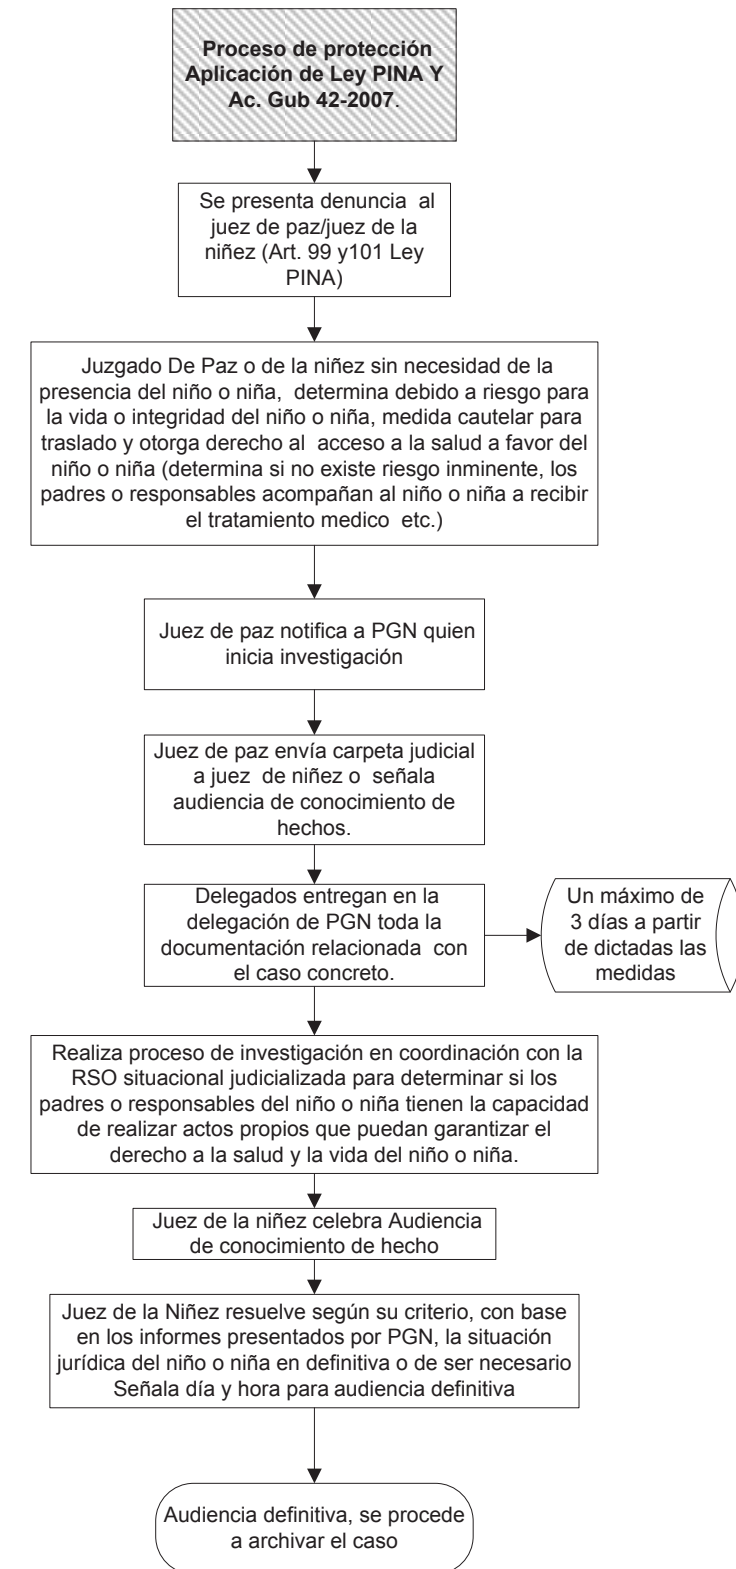 Proceso de protección
Aplicación de Ley PINA Y
Ac. Gub 42-2007.
Se presenta denuncia al
juez de paz/juez de la
niñez (Art. 99 y101 Ley
PINA)
Juzgado De Paz o de la niñez sin necesidad de la
presencia del niño o niña, determina debido a riesgo para
la vida o integridad del niño o niña, medida cautelar para
traslado y otorga derecho al acceso a la salud a favor del
niño o niña (determina si no existe riesgo inminente, los
padres o responsables acompañan al niño o niña a recibir
el tratamiento medico etc.)
Juez de paz notifica a PGN quien
inicia investigación
Juez de paz envía carpeta judicial
a juez de niñez o señala
audiencia de conocimiento de
hechos.
Delegados entregan en la
delegación de PGN toda la
documentación relacionada con
el caso concreto.
Un máximo de
3 días a partir
de dictadas las
medidas
Realiza proceso de investigación en coordinación con la
RSO situacional judicializada para determinar si los
padres o responsables del niño o niña tienen la capacidad
de realizar actos propios que puedan garantizar el
derecho a la salud y la vida del niño o niña.
Juez de la niñez celebra Audiencia
de conocimiento de hecho
Juez de la Niñez resuelve según su criterio, con base
en los informes presentados por PGN, la situación
jurídica del niño o niña en definitiva o de ser necesario
Señala día y hora para audiencia definitiva
Audiencia definitiva, se procede
a archivar el caso